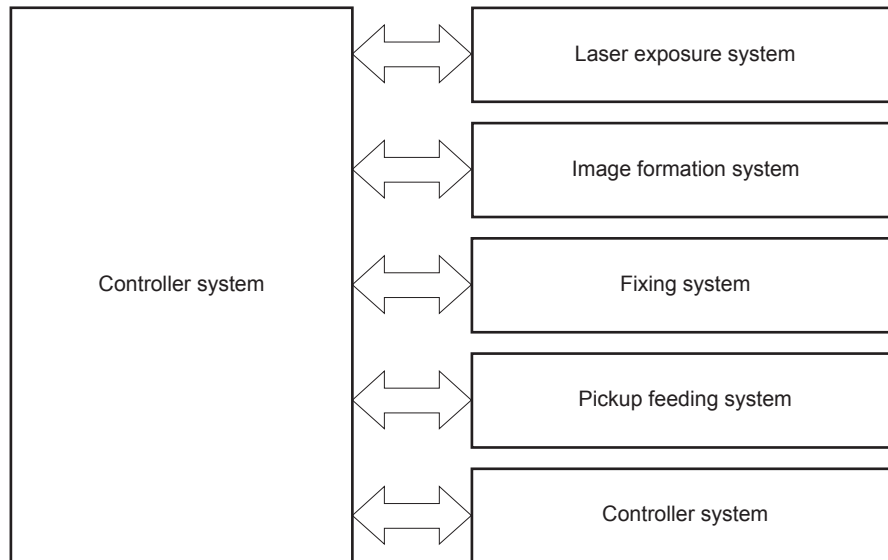 Laser exposure system
Image formation system
Controller system
Fixing system
Pickup feeding system
Controller system